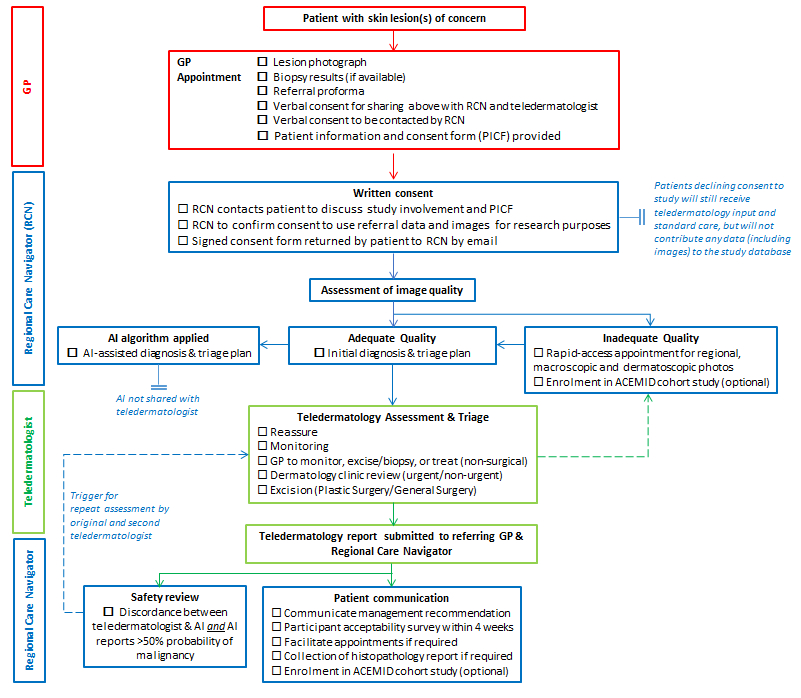 Patient with skin lesion(s) of concern
GP
GP
Appointment
☐ Lesion photograph
☐ Biopsy results (if available)
☐ Referral proforma
☐ Verbal consent for sharing above with RCN and teledermatologist
☐ Verbal consent to be contacted by RCN
☐ Patient information and consent form (PICF) provided
Regional Care Navigator (RCN)
Written consent
☐ RCN contacts patient to discuss study involvement and PICF
☐ RCN to confirm consent to use referral data and images for research purposes
☐ Signed consent form returned by patient to RCN by email
Patients declining consent to
study will still receive
teledermatology input and
standard care, but will not
contribute any data (including
images) to the study database
Assessment of image quality
AI algorithm applied
☐ AI-assisted diagnosis & triage plan
Adequate Quality
☐ Initial diagnosis & triage plan
Inadequate Quality
☐ Rapid-access appointment for regional,
macroscopic and dermatoscopic photos
☐ Enrolment in ACEMID cohort study (optional)
AI not shared with
teledermatologist
Teledermatologist
Teledermatology Assessment & Triage
☐ Reassure
☐ Monitoring
☐ GP to monitor, excise/biopsy, or treat (non-surgical)
☐ Dermatology clinic review (urgent/non-urgent)
☐ Excision (Plastic Surgery/General Surgery)
Trigger for
repeat assessment by
original and second
teledermatologist
Teledermatology report submitted to referring GP &
Regional Care Navigator
Regional Care Navigator
Safety review
☐ Discordance between
teledermatologist & AI and AI
reports >50% probability of
malignancy
Patient communication
☐ Communicate management recommendation
☐ Participant acceptability survey within 4 weeks
☐ Facilitate appointments if required
☐ Collection of histopathology report if required
☐ Enrolment in ACEMID cohort study (optional)